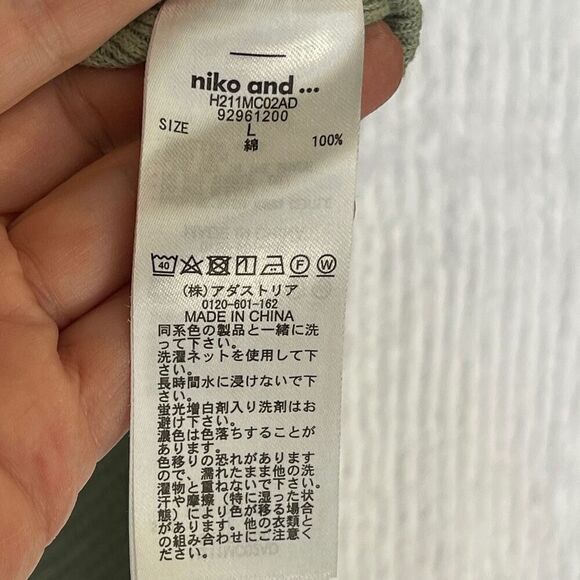 niko and ...
H211MC02AD
92961200
SIZE L
綿 100%
40 F W
(株)アダストリア
0120-601-162
MADE IN CHINA
同系色の製品と一緒に洗
って下さい。
洗濯ネットを使用して下
さい。
長時間水に浸けないで下
さい。
蛍光増白剤入り洗剤はお
避け下さい。
濃色は色落ちすることが
あります。
色移りの恐れがあります
ので、濡れたまま他の洗
濯物と重ねないで下さい。
汗や摩擦(特に湿った状
態)により色が移る場合
があります。他の衣類と
の組み合わせにご注意く
ださい。